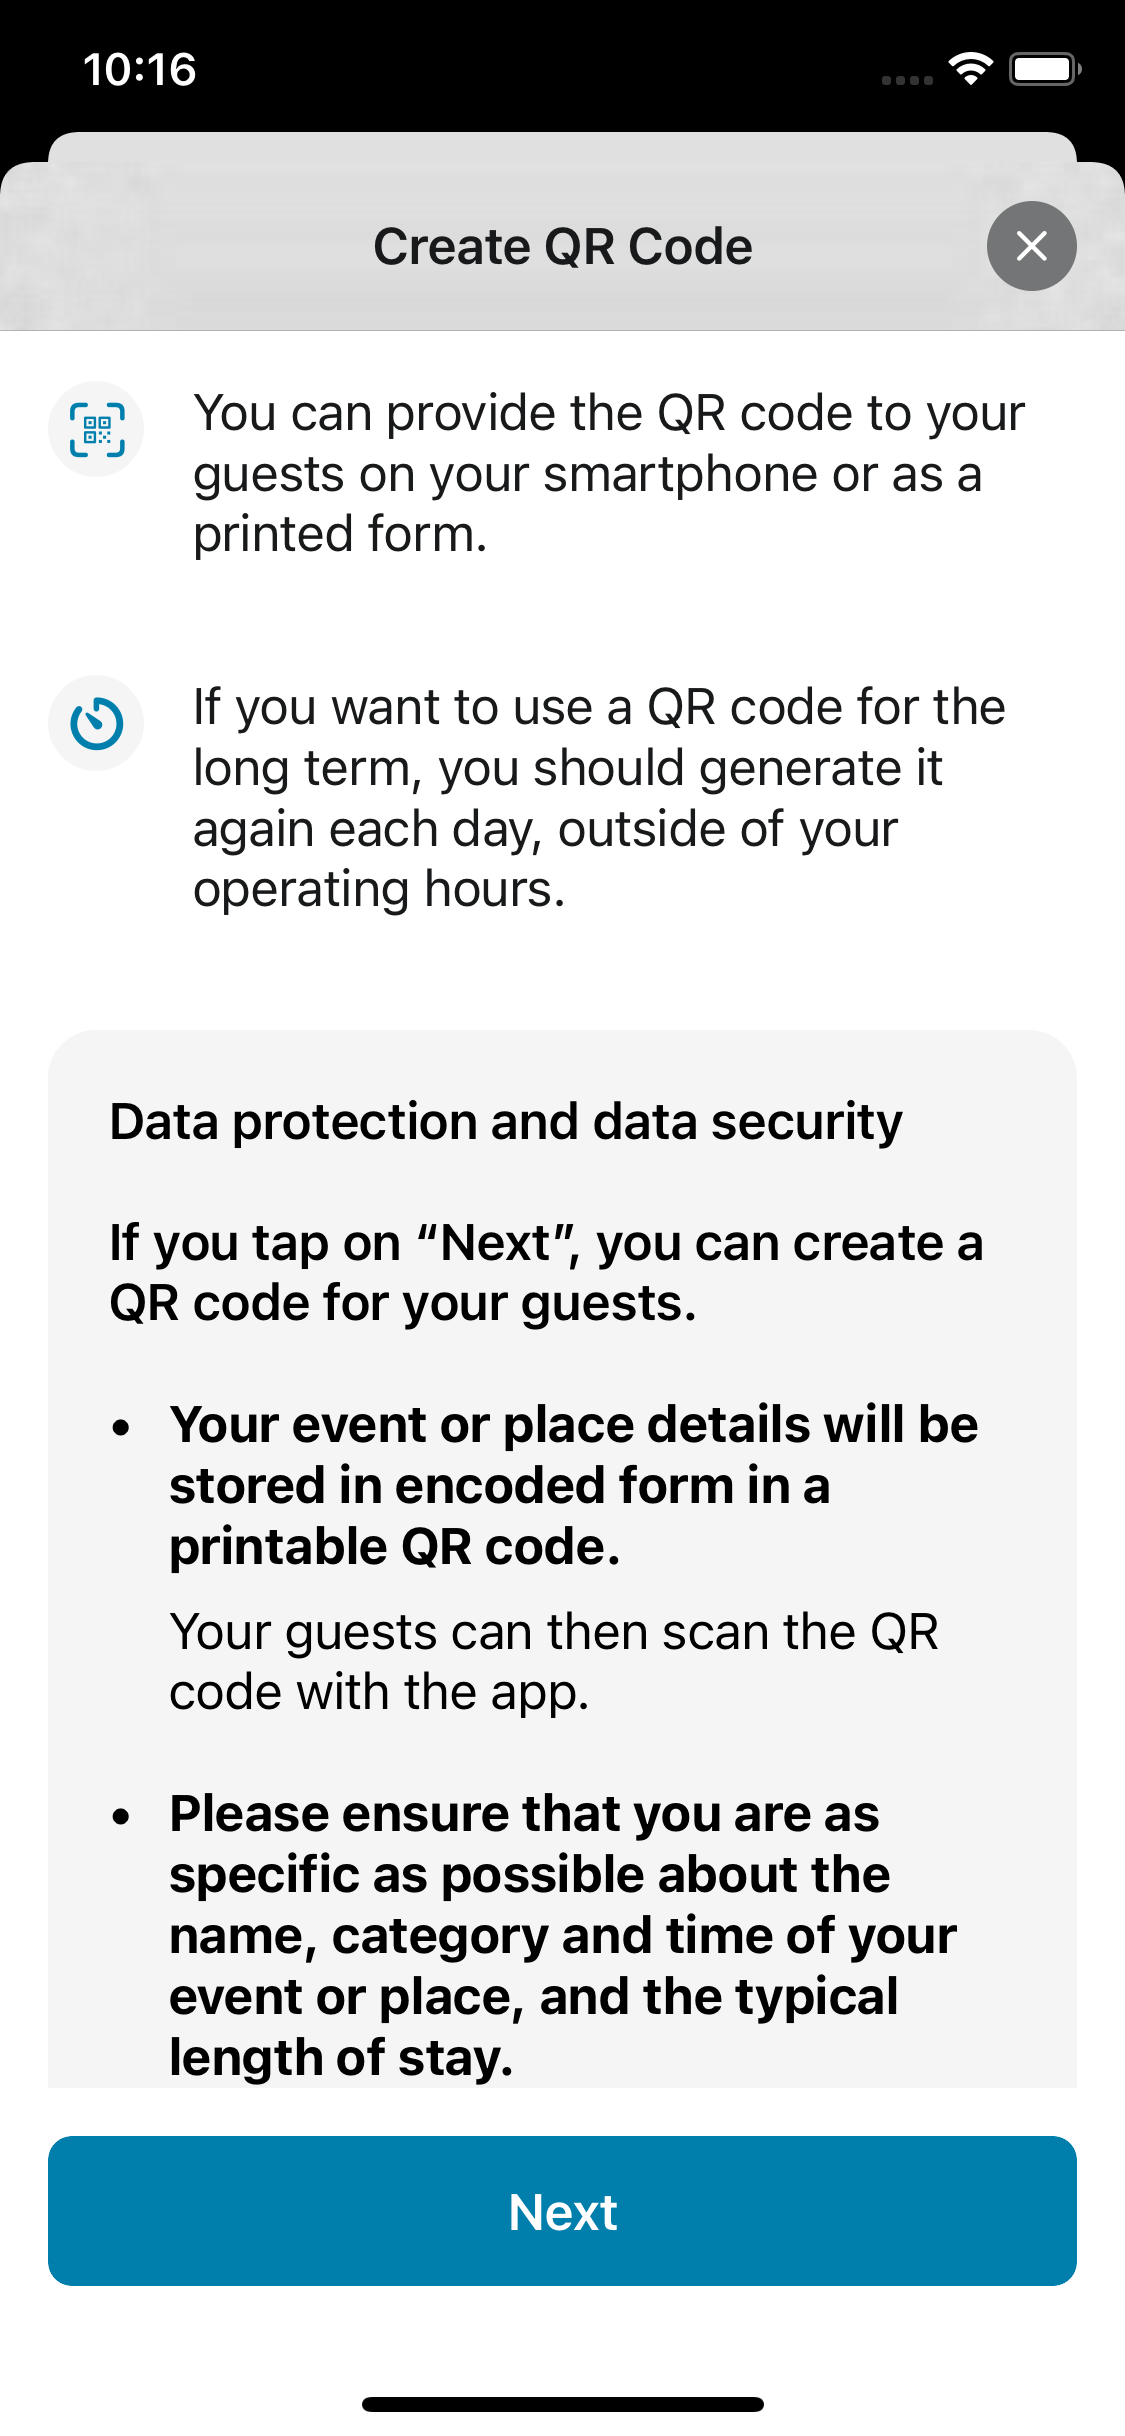 10:16
Create QR Code
You can provide the QR code to your
guests on your smartphone or as a
printed form.
If you want to use a QR code for the
long term, you should generate it
again each day, outside of your
operating hours.
Data protection and data security
If you tap on “Next”, you can create a
QR code for your guests.
• Your event or place details will be
stored in encoded form in a
printable QR code.
Your guests can then scan the QR
code with the app.
• Please ensure that you are as
specific as possible about the
name, category and time of your
event or place, and the typical
length of stay.
Next